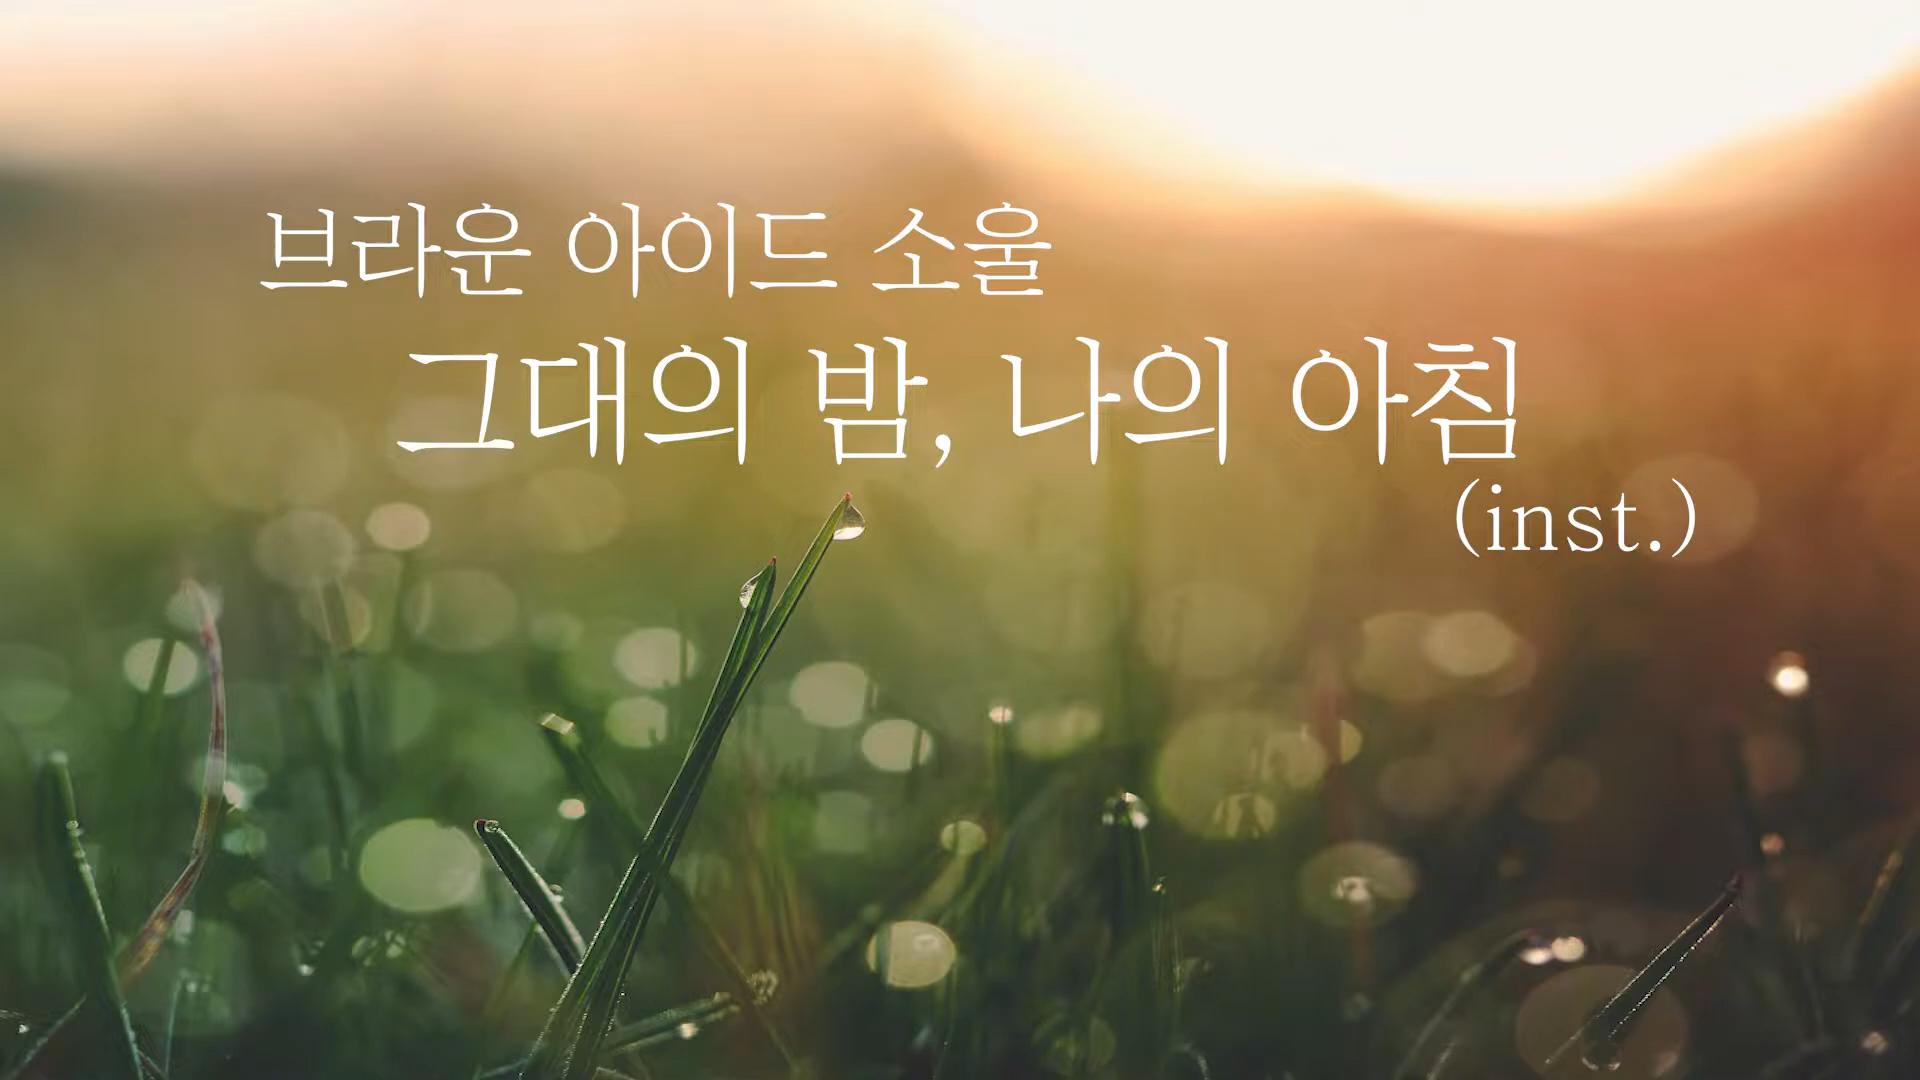 브라운 아이드 소울
그대의 밤, 나의 아침
(inst.)